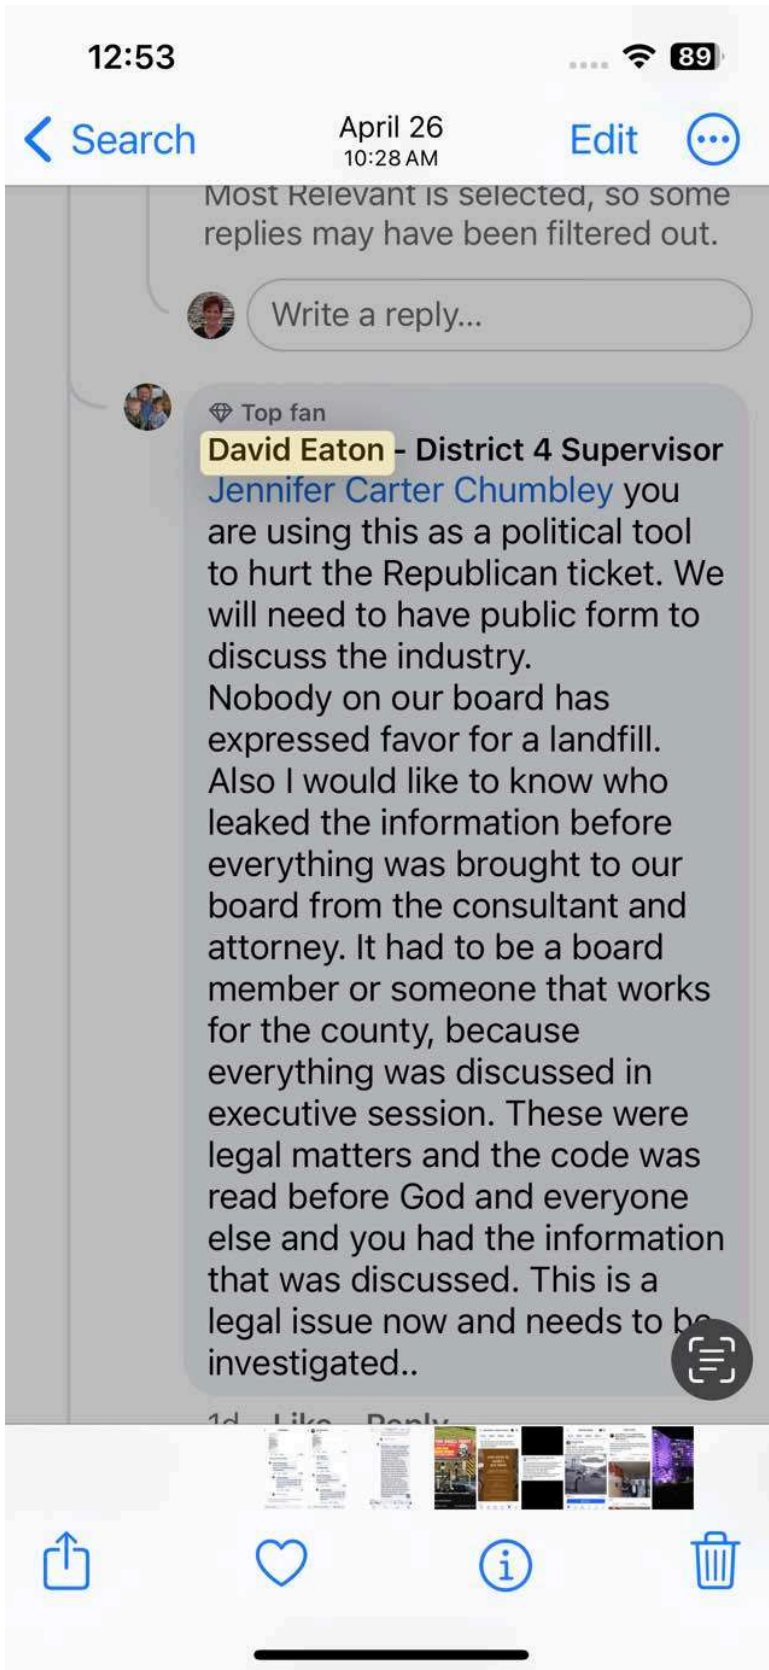 12:53
89
Search
April 26
10:28 AM
Edit
Most Relevant is selected, so some
replies may have been filtered out.
Write a reply...
Top fan
David Eaton - District 4 Supervisor
Jennifer Carter Chumbley you
are using this as a political tool
to hurt the Republican ticket. We
will need to have public form to
discuss the industry.
Nobody on our board has
expressed favor for a landfill.
Also I would like to know who
leaked the information before
everything was brought to our
board from the consultant and
attorney. It had to be a board
member or someone that works
for the county, because
everything was discussed in
executive session. These were
legal matters and the code was
read before God and everyone
else and you had the information
that was discussed. This is a
legal issue now and needs to be
investigated..
1d Like Reply